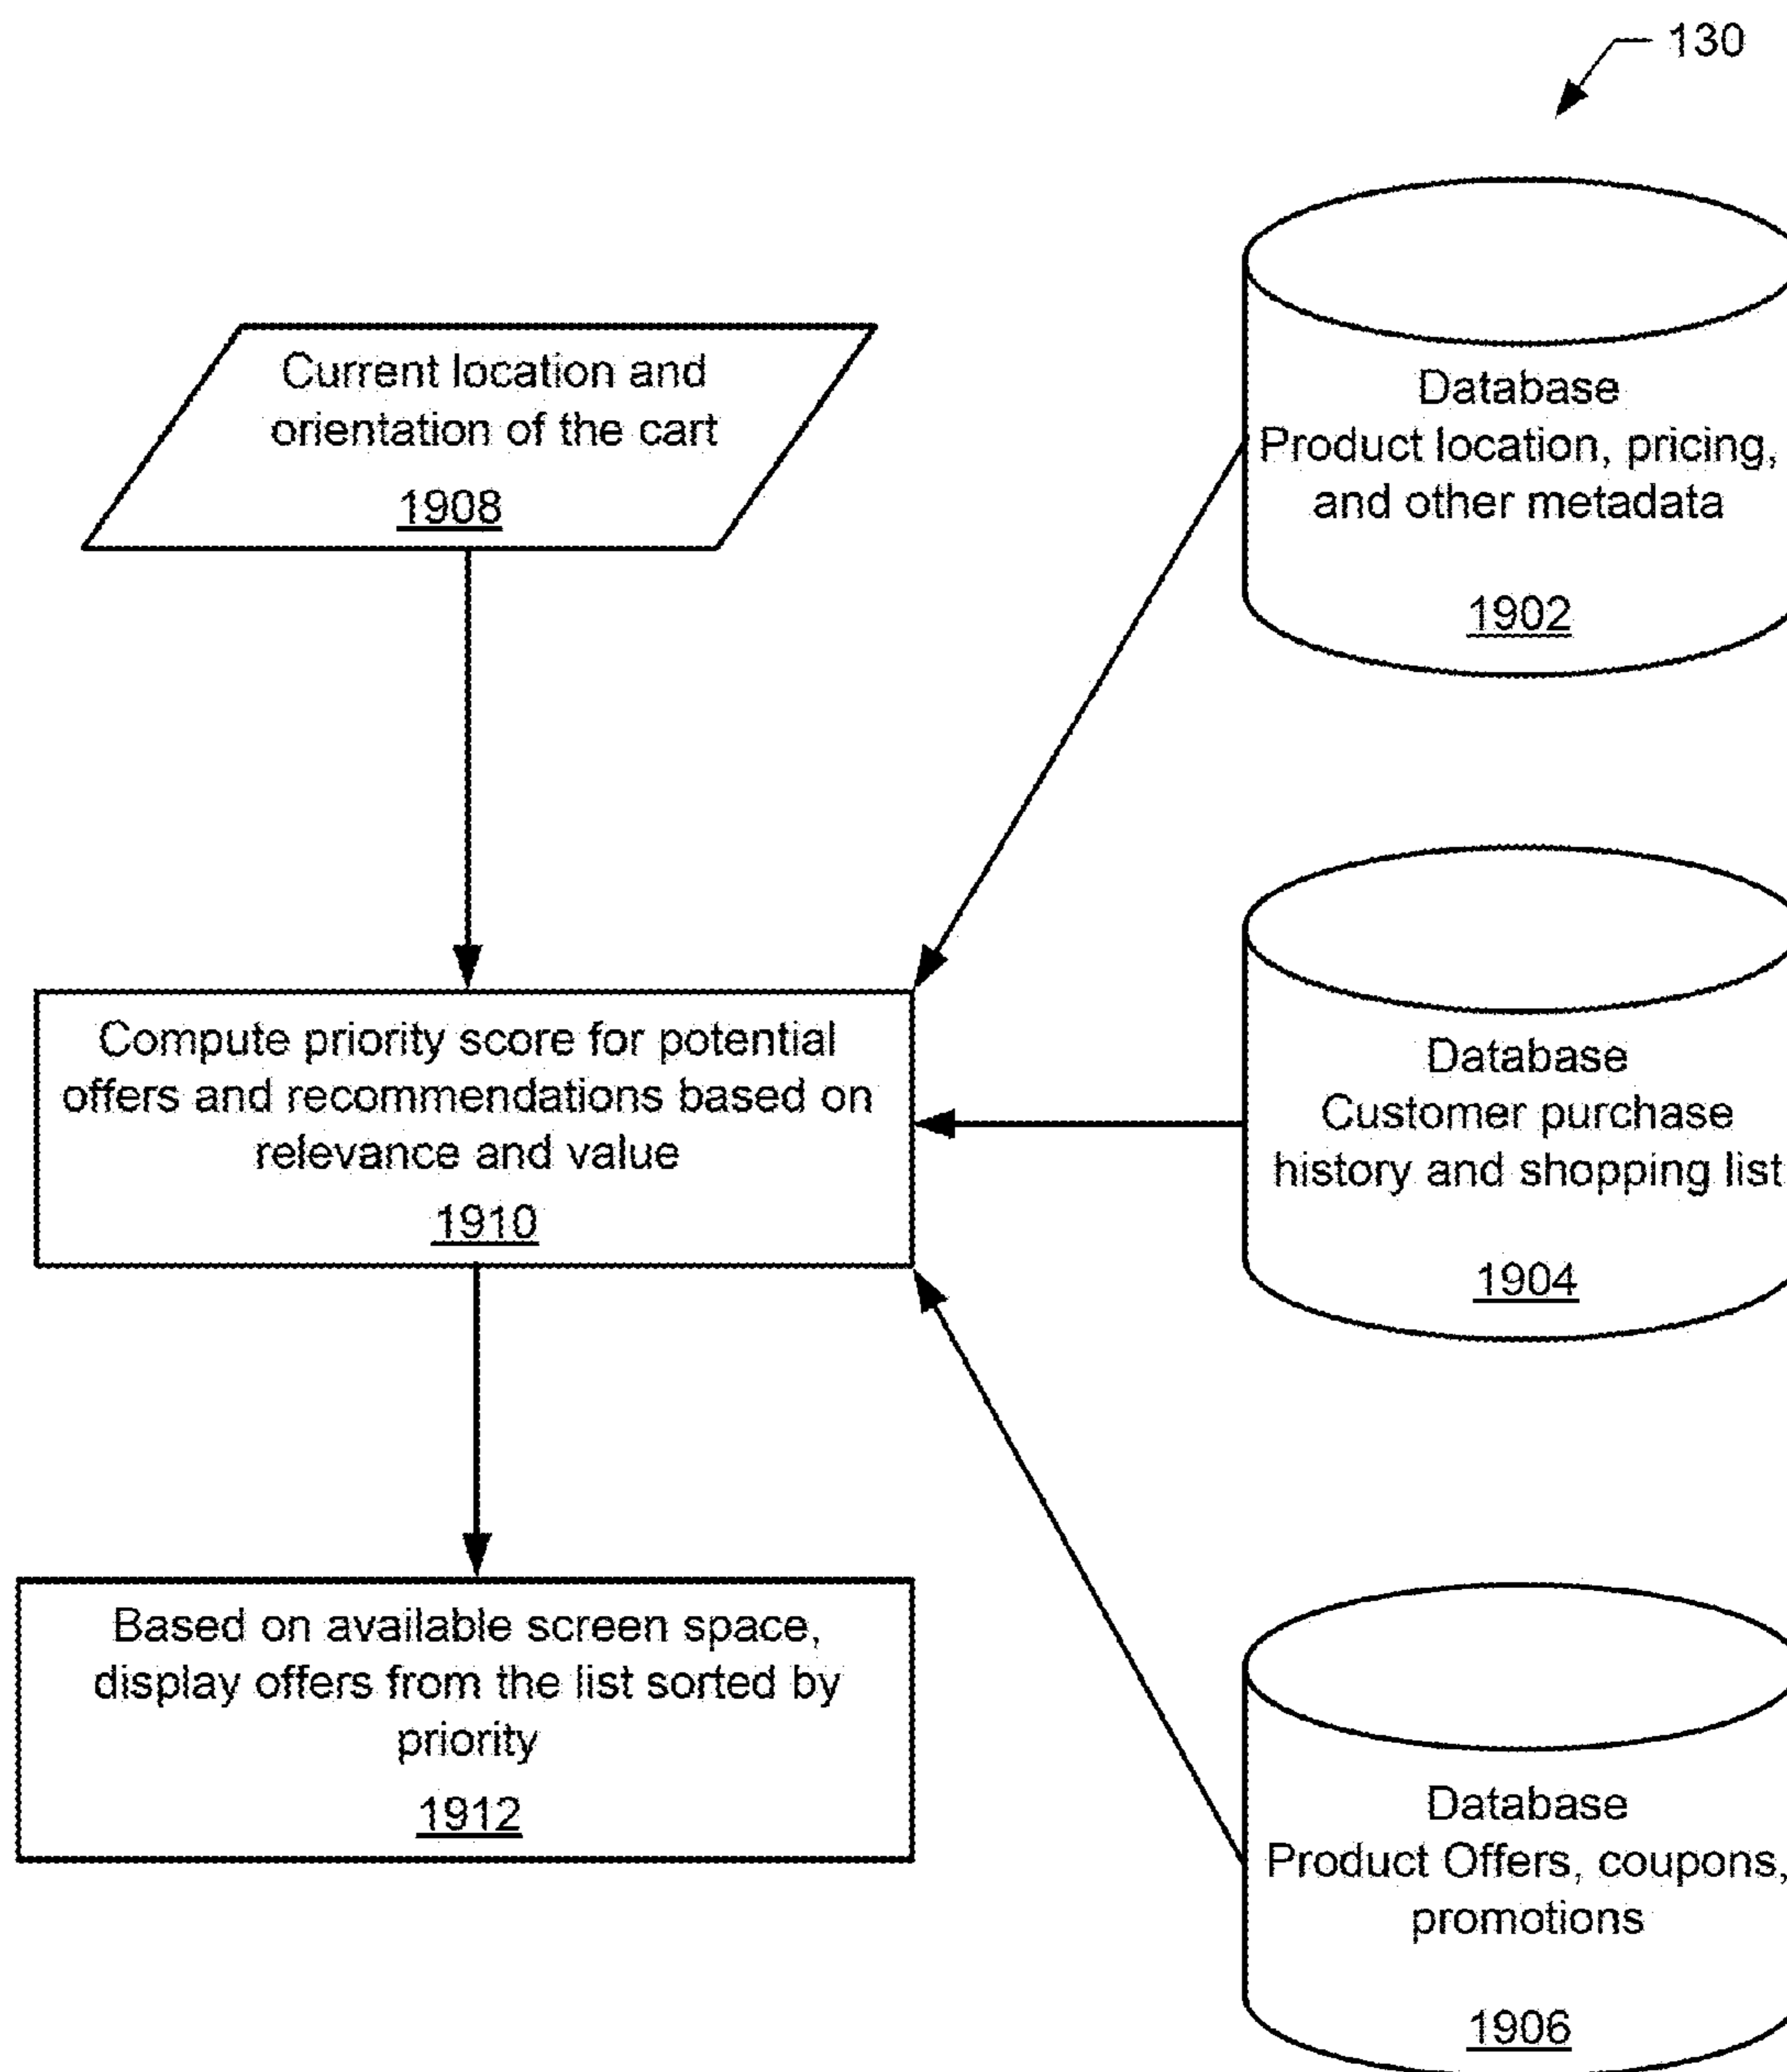 130
Current location and
orientation of the cart
1908
Database
Product location, pricing,
and other metadata
1902
Compute priority score for potential
offers and recommendations based on
relevance and value
1910
Database
Customer purchase
history and shopping list
1904
Based on available screen space,
display offers from the list sorted by
priority
1912
Database
Product Offers, coupons,
promotions
1906